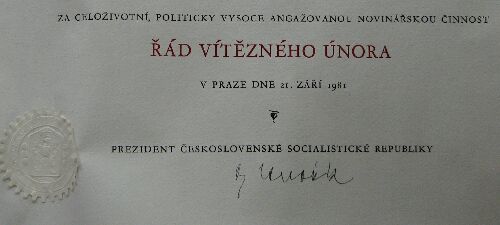 ZA CELOŽIVOTNÍ, POLITICKY VYSOCE ANGAŽOVANOU NOVINÁŘSKOU ČINNOST
ŘÁD VÍTĚZNÉHO ÚNORA
V PRAZE DNE 21. ZÁŘÍ 1981
PREZIDENT ČESKOSLOVENSKÉ SOCIALISTICKÉ REPUBLIKY